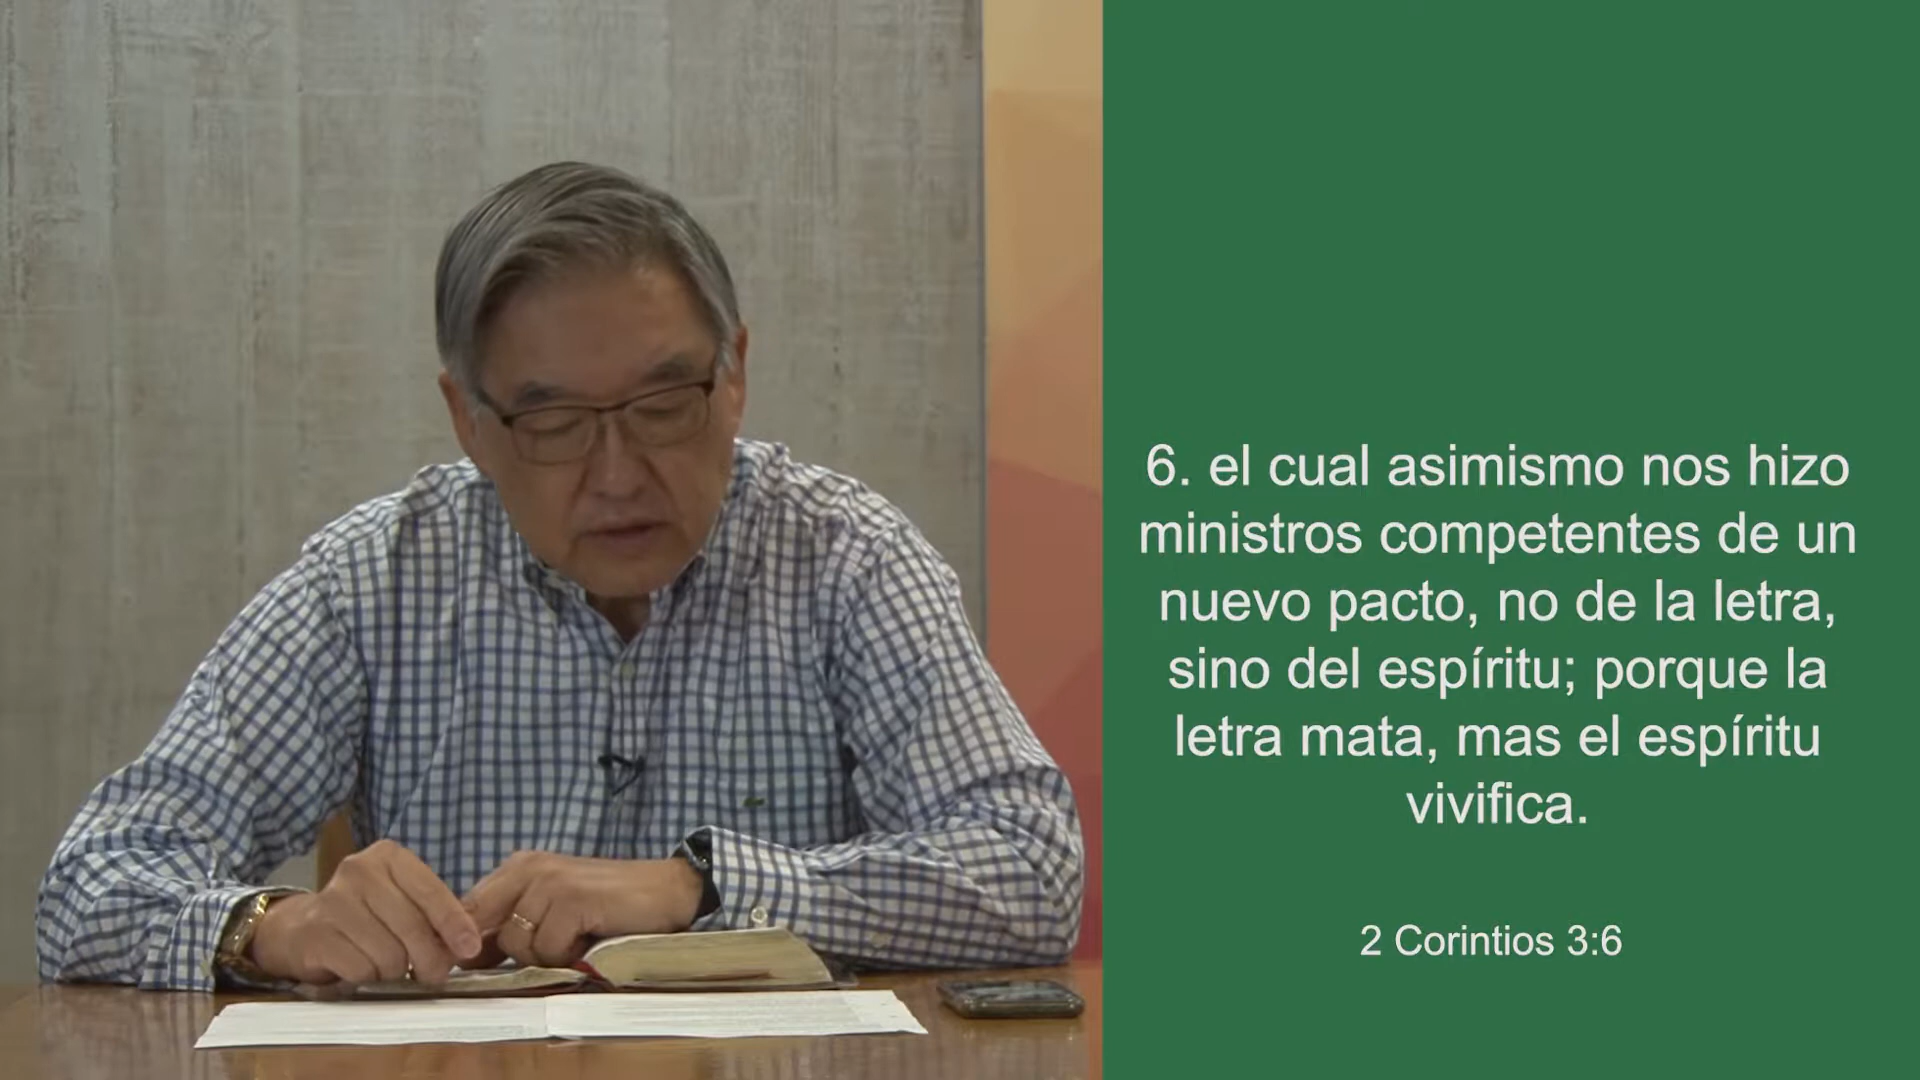 6. el cual asimismo nos hizo
ministros competentes de un
nuevo pacto, no de la letra,
sino del espíritu; porque la
letra mata, mas el espíritu
vivifica.
2 Corintios 3:6